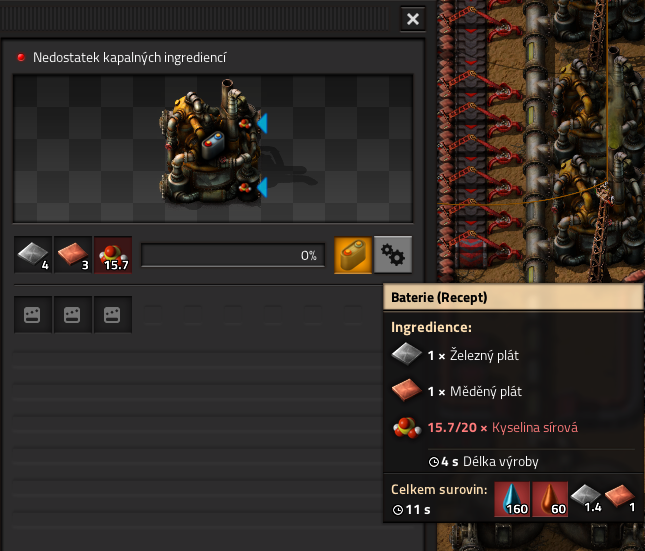 Nedostatek kapalných ingrediencí
4
3
15.7
0%
Baterie (Recept)
Ingredience:
1 × Železný plát
1 × Měděný plát
15.7/20 × Kyselina sírová
4 s Délka výroby
Celkem surovin:
160
60
1.4
1
11 s